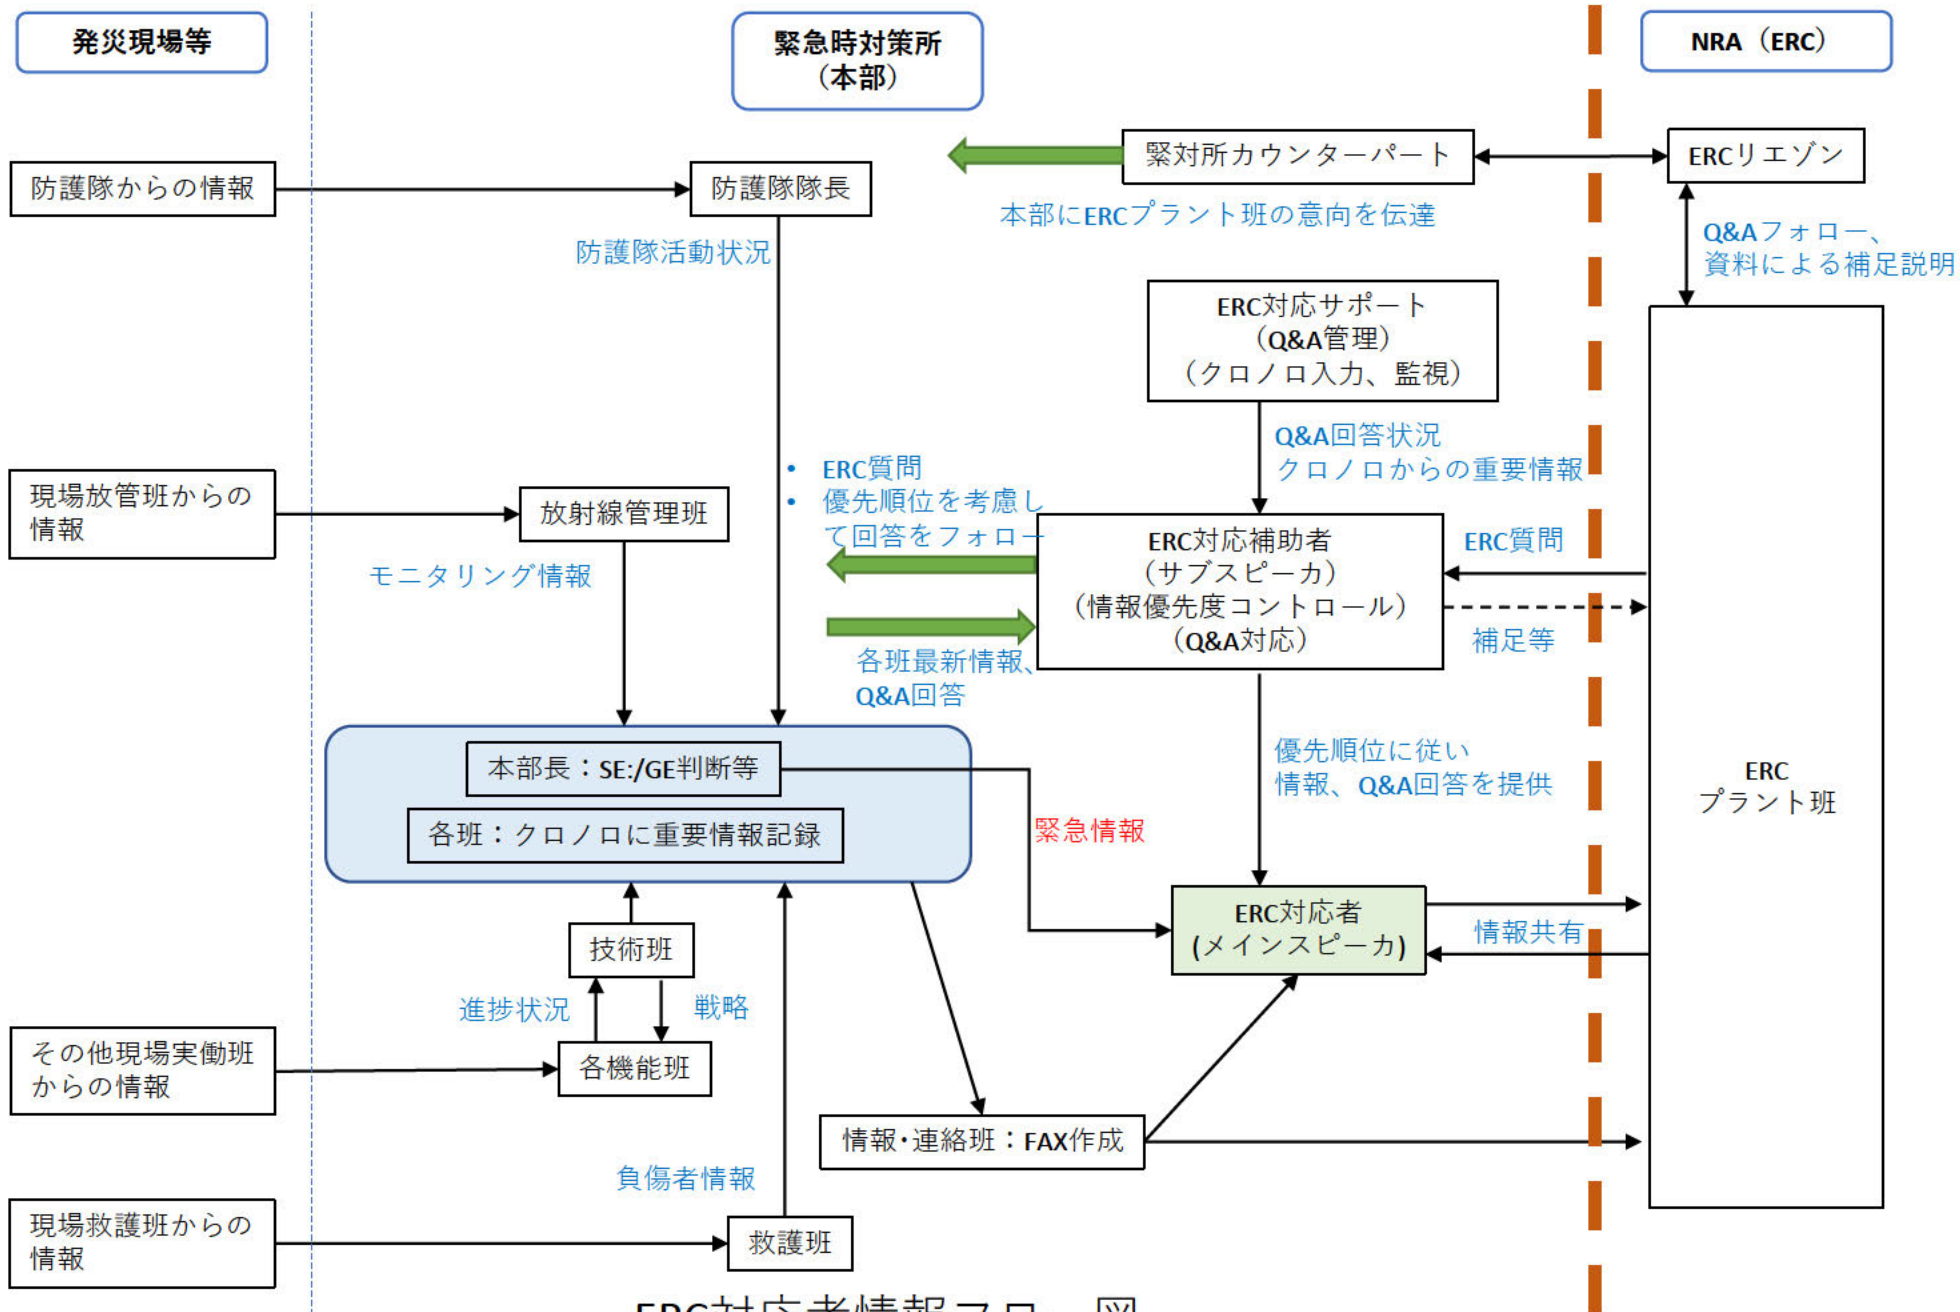 発災現場等
緊急時対策所
（本部）
NRA（ERC）
防護隊からの情報
防護隊隊長
防護隊活動状況
緊対所カウンターパート
ERCリエゾン
本部にERCプラント班の意向を伝達
Q&Aフォロー、
資料による補足説明
ERC対応サポート
（Q&A管理）
（クロノロ入力、監視）
Q&A回答状況
クロノロからの重要情報
現場放管班からの
情報
放射線管理班
モニタリング情報
• ERC質問
• 優先順位を考慮し
て回答をフォロー
ERC対応補助者
（サブスピーカ）
（情報優先度コントロール）
（Q&A対応）
ERC質問
補足等
各班最新情報、
Q&A回答
本部長：SE:/GE判断等
各班：クロノロに重要情報記録
緊急情報
優先順位に従い
情報、Q&A回答を提供
ERC
プラント班
ERC対応者
(メインスピーカ)
情報共有
技術班
進捗状況
戦略
その他現場実働班
からの情報
各機能班
情報･連絡班：FAX作成
負傷者情報
現場救護班からの
情報
救護班
ERC対応者情報フロー図